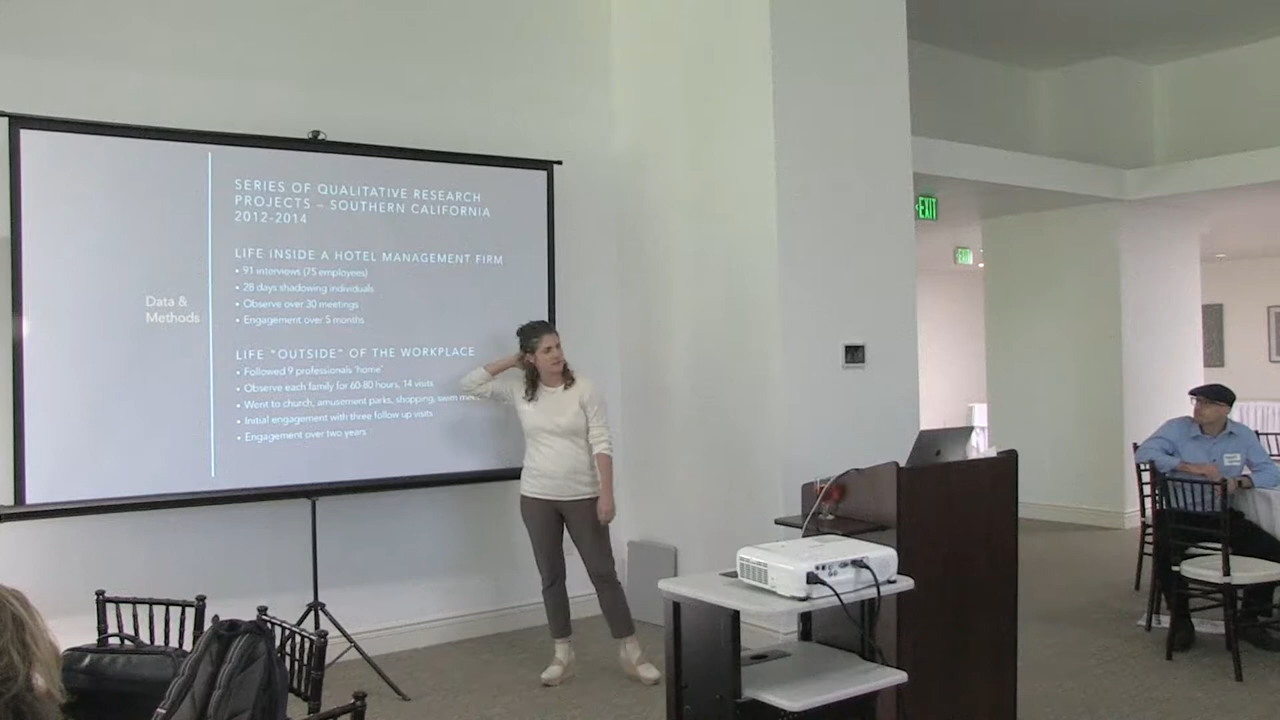 SERIES OF QUALITATIVE RESEARCH
PROJECTS – SOUTHERN CALIFORNIA
2012-2014
LIFE INSIDE A HOTEL MANAGEMENT FIRM
• 91 interviews (75 employees)
• 28 days shadowing individuals
• Observe over 30 meetings
• Engagement over 5 months
Data &
Methods
LIFE "OUTSIDE" OF THE WORKPLACE
• Followed 9 professionals 'home'
• Observe each family for 60-80 hours, 14 visits
• Went to church, amusement parks, shopping, swim
• Initial engagement with three follow up visits
• Engagement over two years
EXIT
EXIT